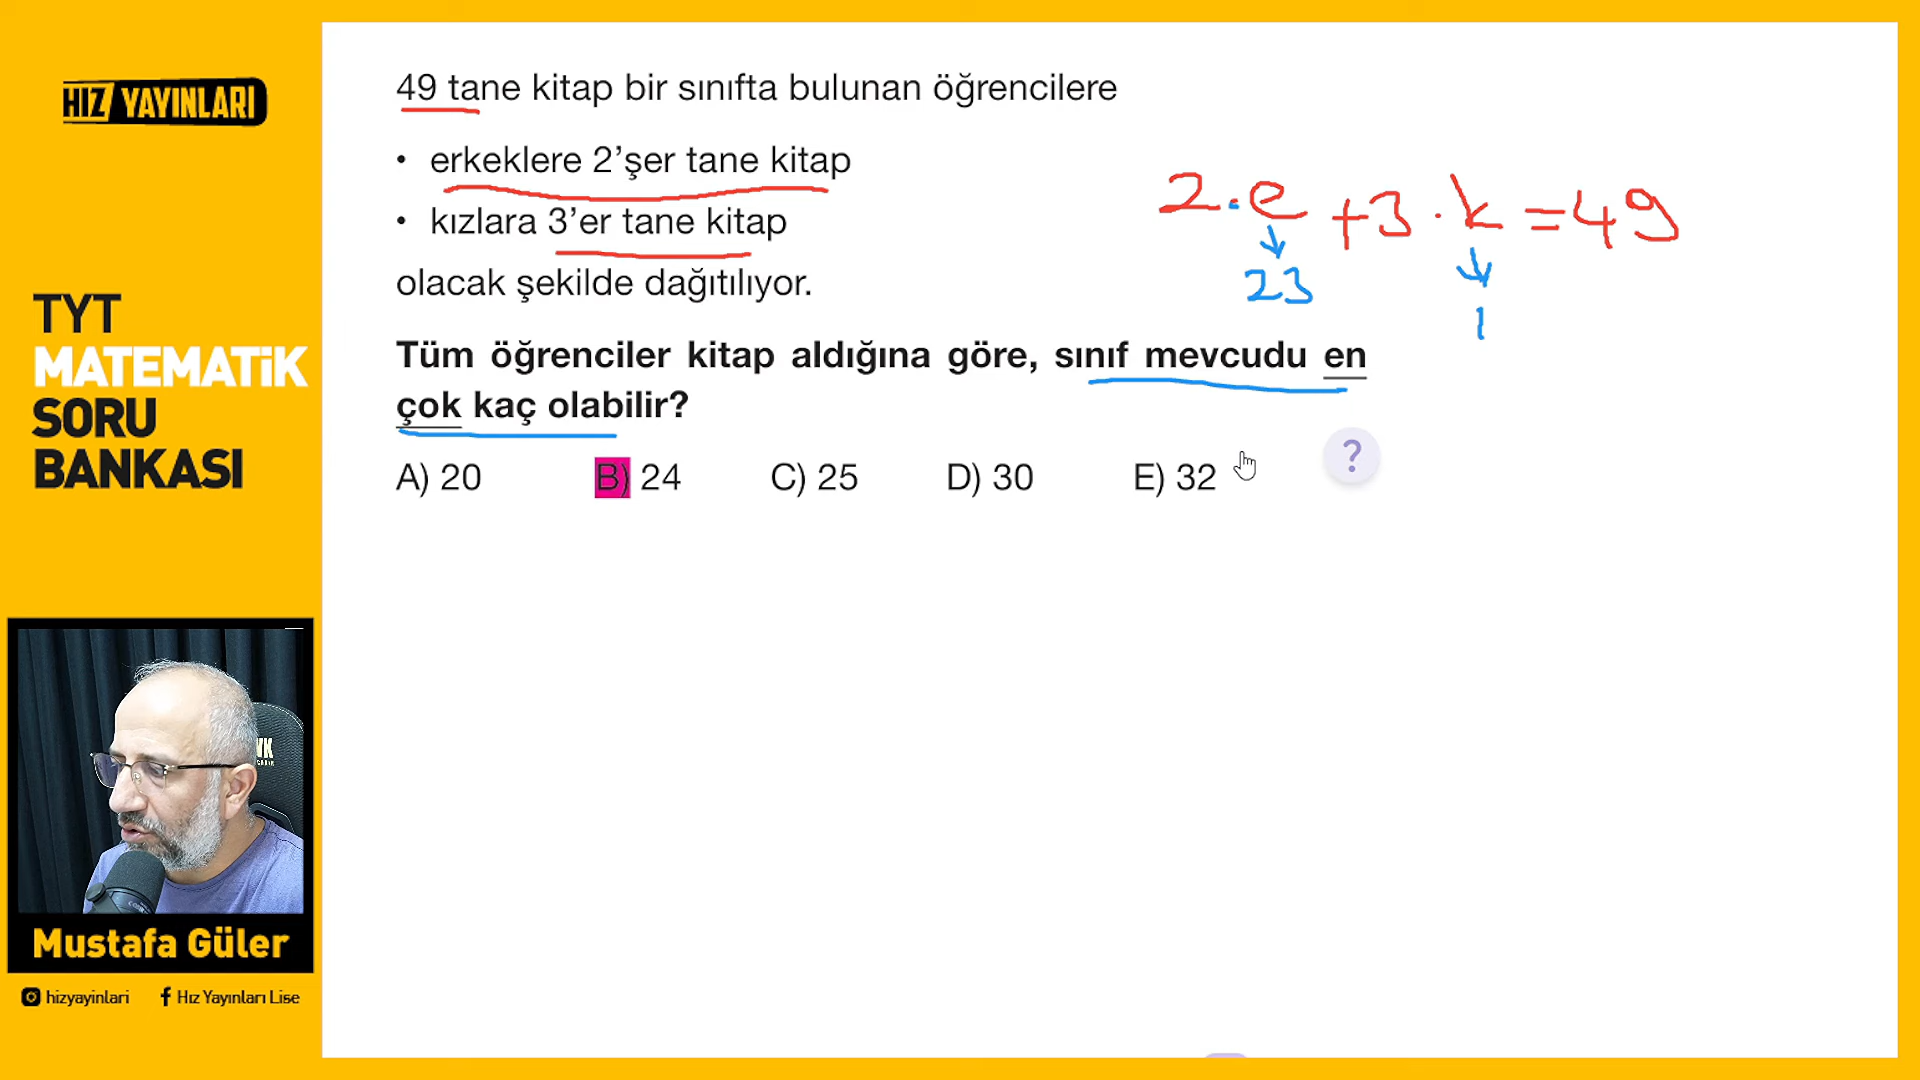 HIZ YAYINLARI
TYT
MATEMATİK
SORU
BANKASI
49 tane kitap bir sınıfta bulunan öğrencilere
• erkeklere 2’şer tane kitap
• kızlara 3’er tane kitap
olacak şekilde dağıtılıyor.
2.e+3.k=49
23
1
Tüm öğrenciler kitap aldığına göre, sınıf mevcudu en
çok kaç olabilir?
A) 20 B) 24 C) 25 D) 30 E) 32
?
Mustafa Güler
hizyayinlari Hız Yayınları Lise